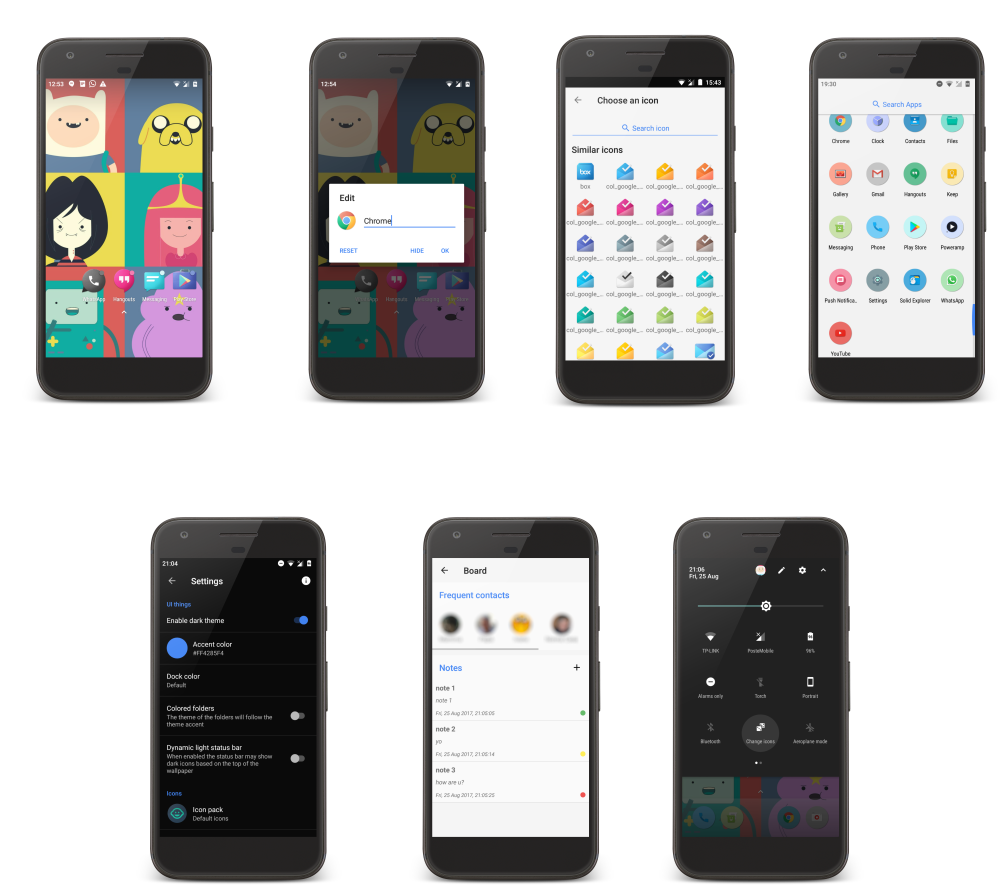 12:53
WhatsApp Hangouts Messaging Play Store
12:54
Edit
Chrome
RESET HIDE OK
Hangouts Messaging
15:43
Choose an icon
Search icon
Similar icons
box
box col_google_... col_google_... col_google_...
col_google_... col_google_... col_google_... col_google_...
col_google_... col_google_... col_google_... col_google_...
col_google_... col_google_... col_google_... col_google_...
col_google_... col_google_... col_google_... col_google_...
19:30
Search Apps
Chrome Clock Contacts Files
Gallery Gmail Hangouts Keep
Messaging Phone Play Store Poweramp
Push Notifica.. Settings Solid Explorer WhatsApp
YouTube
21:04
Settings
UI things
Enable dark theme
Accent color
#FF4285F4
Dock color
Default
Colored folders
The theme of the folders will follow the
theme accent
Dynamic light status bar
When enabled the status bar may show
dark icons based on the top of the
wallpaper
Icons
Icon pack
Default icons
Board
Frequent contacts
Notes +
note 1
note 1
Fri, 25 Aug 2017, 21:05:05
note 2
yo
Fri, 25 Aug 2017, 21:05:14
note 3
how are u?
Fri, 25 Aug 2017, 21:05:25
21:06
Fri, 25 Aug
TP-LINK PosteMobile 96%
Alarms only Torch Portrait
Bluetooth Change icons Aeroplane mode